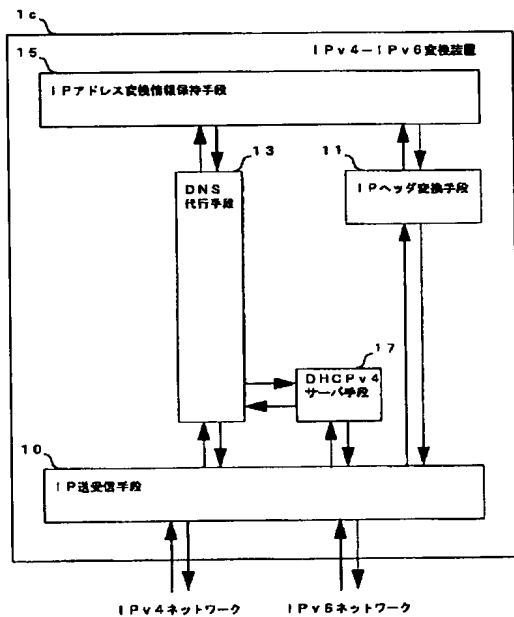 1c
15
IPv4-IPv6変換装置
IPアドレス変換情報保持手段
13
11
DNS
代行手段
IPヘッダ変換手段
17
DHCPv4
サーバ手段
10
IP送受信手段
IPv4ネットワーク
IPv6ネットワーク